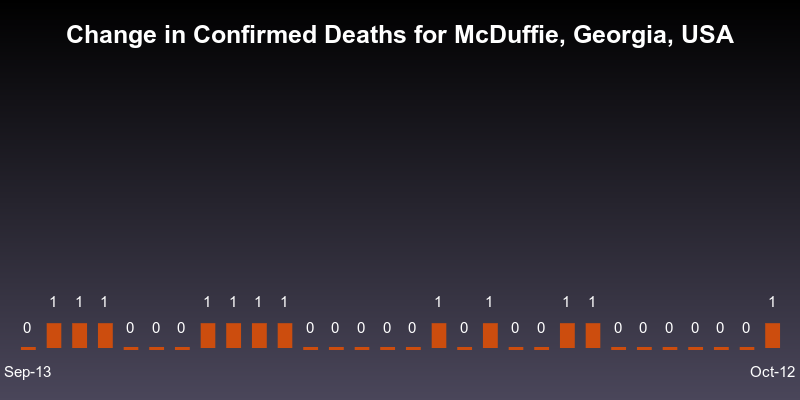 Change in Confirmed Deaths for McDuffie, Georgia, USA
0 1 1 1 0 0 0 1 1 1 1 0 0 0 0 0 1 0 1 0 0 1 1 0 0 0 0 0 0 1
Sep-13 Oct-12